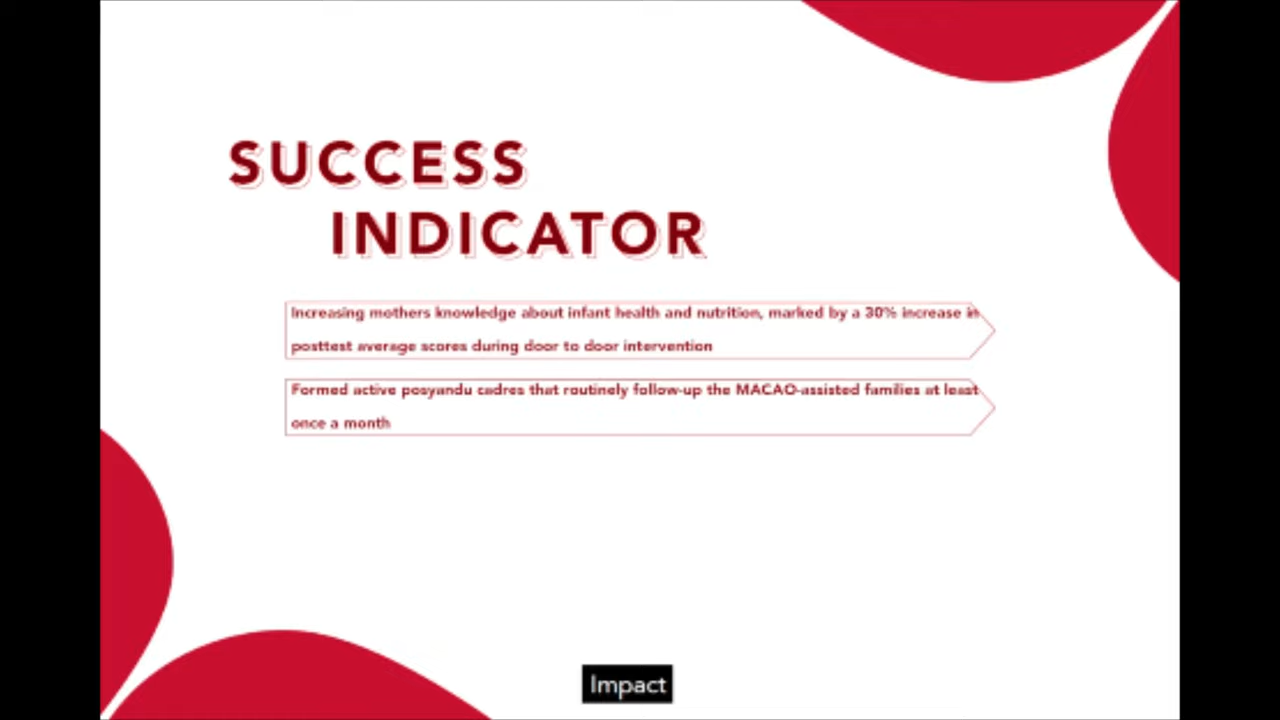 SUCCESS
INDICATOR
Increasing mothers knowledge about infant health and nutrition, marked by a 30% increase in
posttest average scores during door to door intervention
Formed active posyandu cadres that routinely follow-up the MACAO-assisted families at least
once a month
Impact